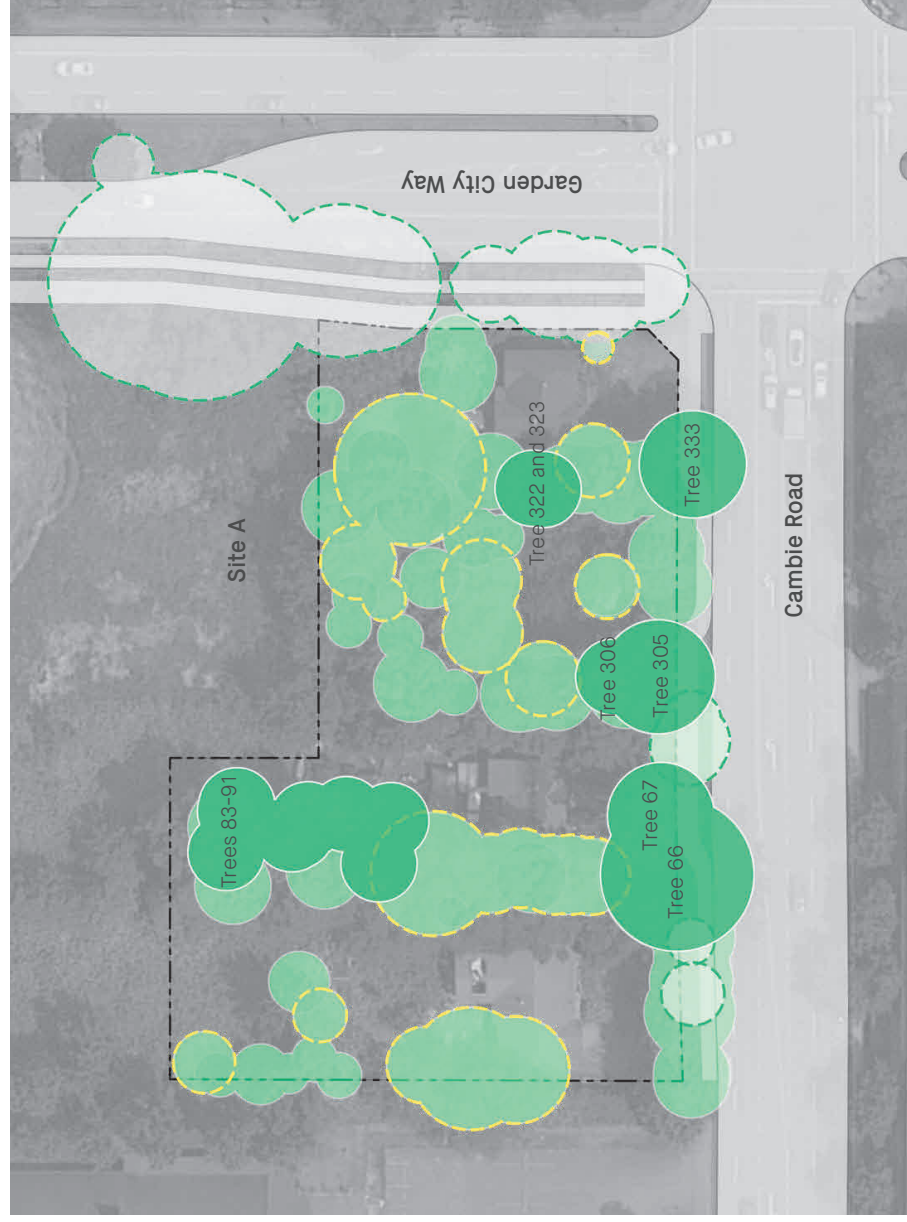 Garden City Way
Tree 322 and 323
Tree 333
Site A
Cambie Road
Tree 306
Tree 305
Trees 83-91
Tree 67
Tree 66